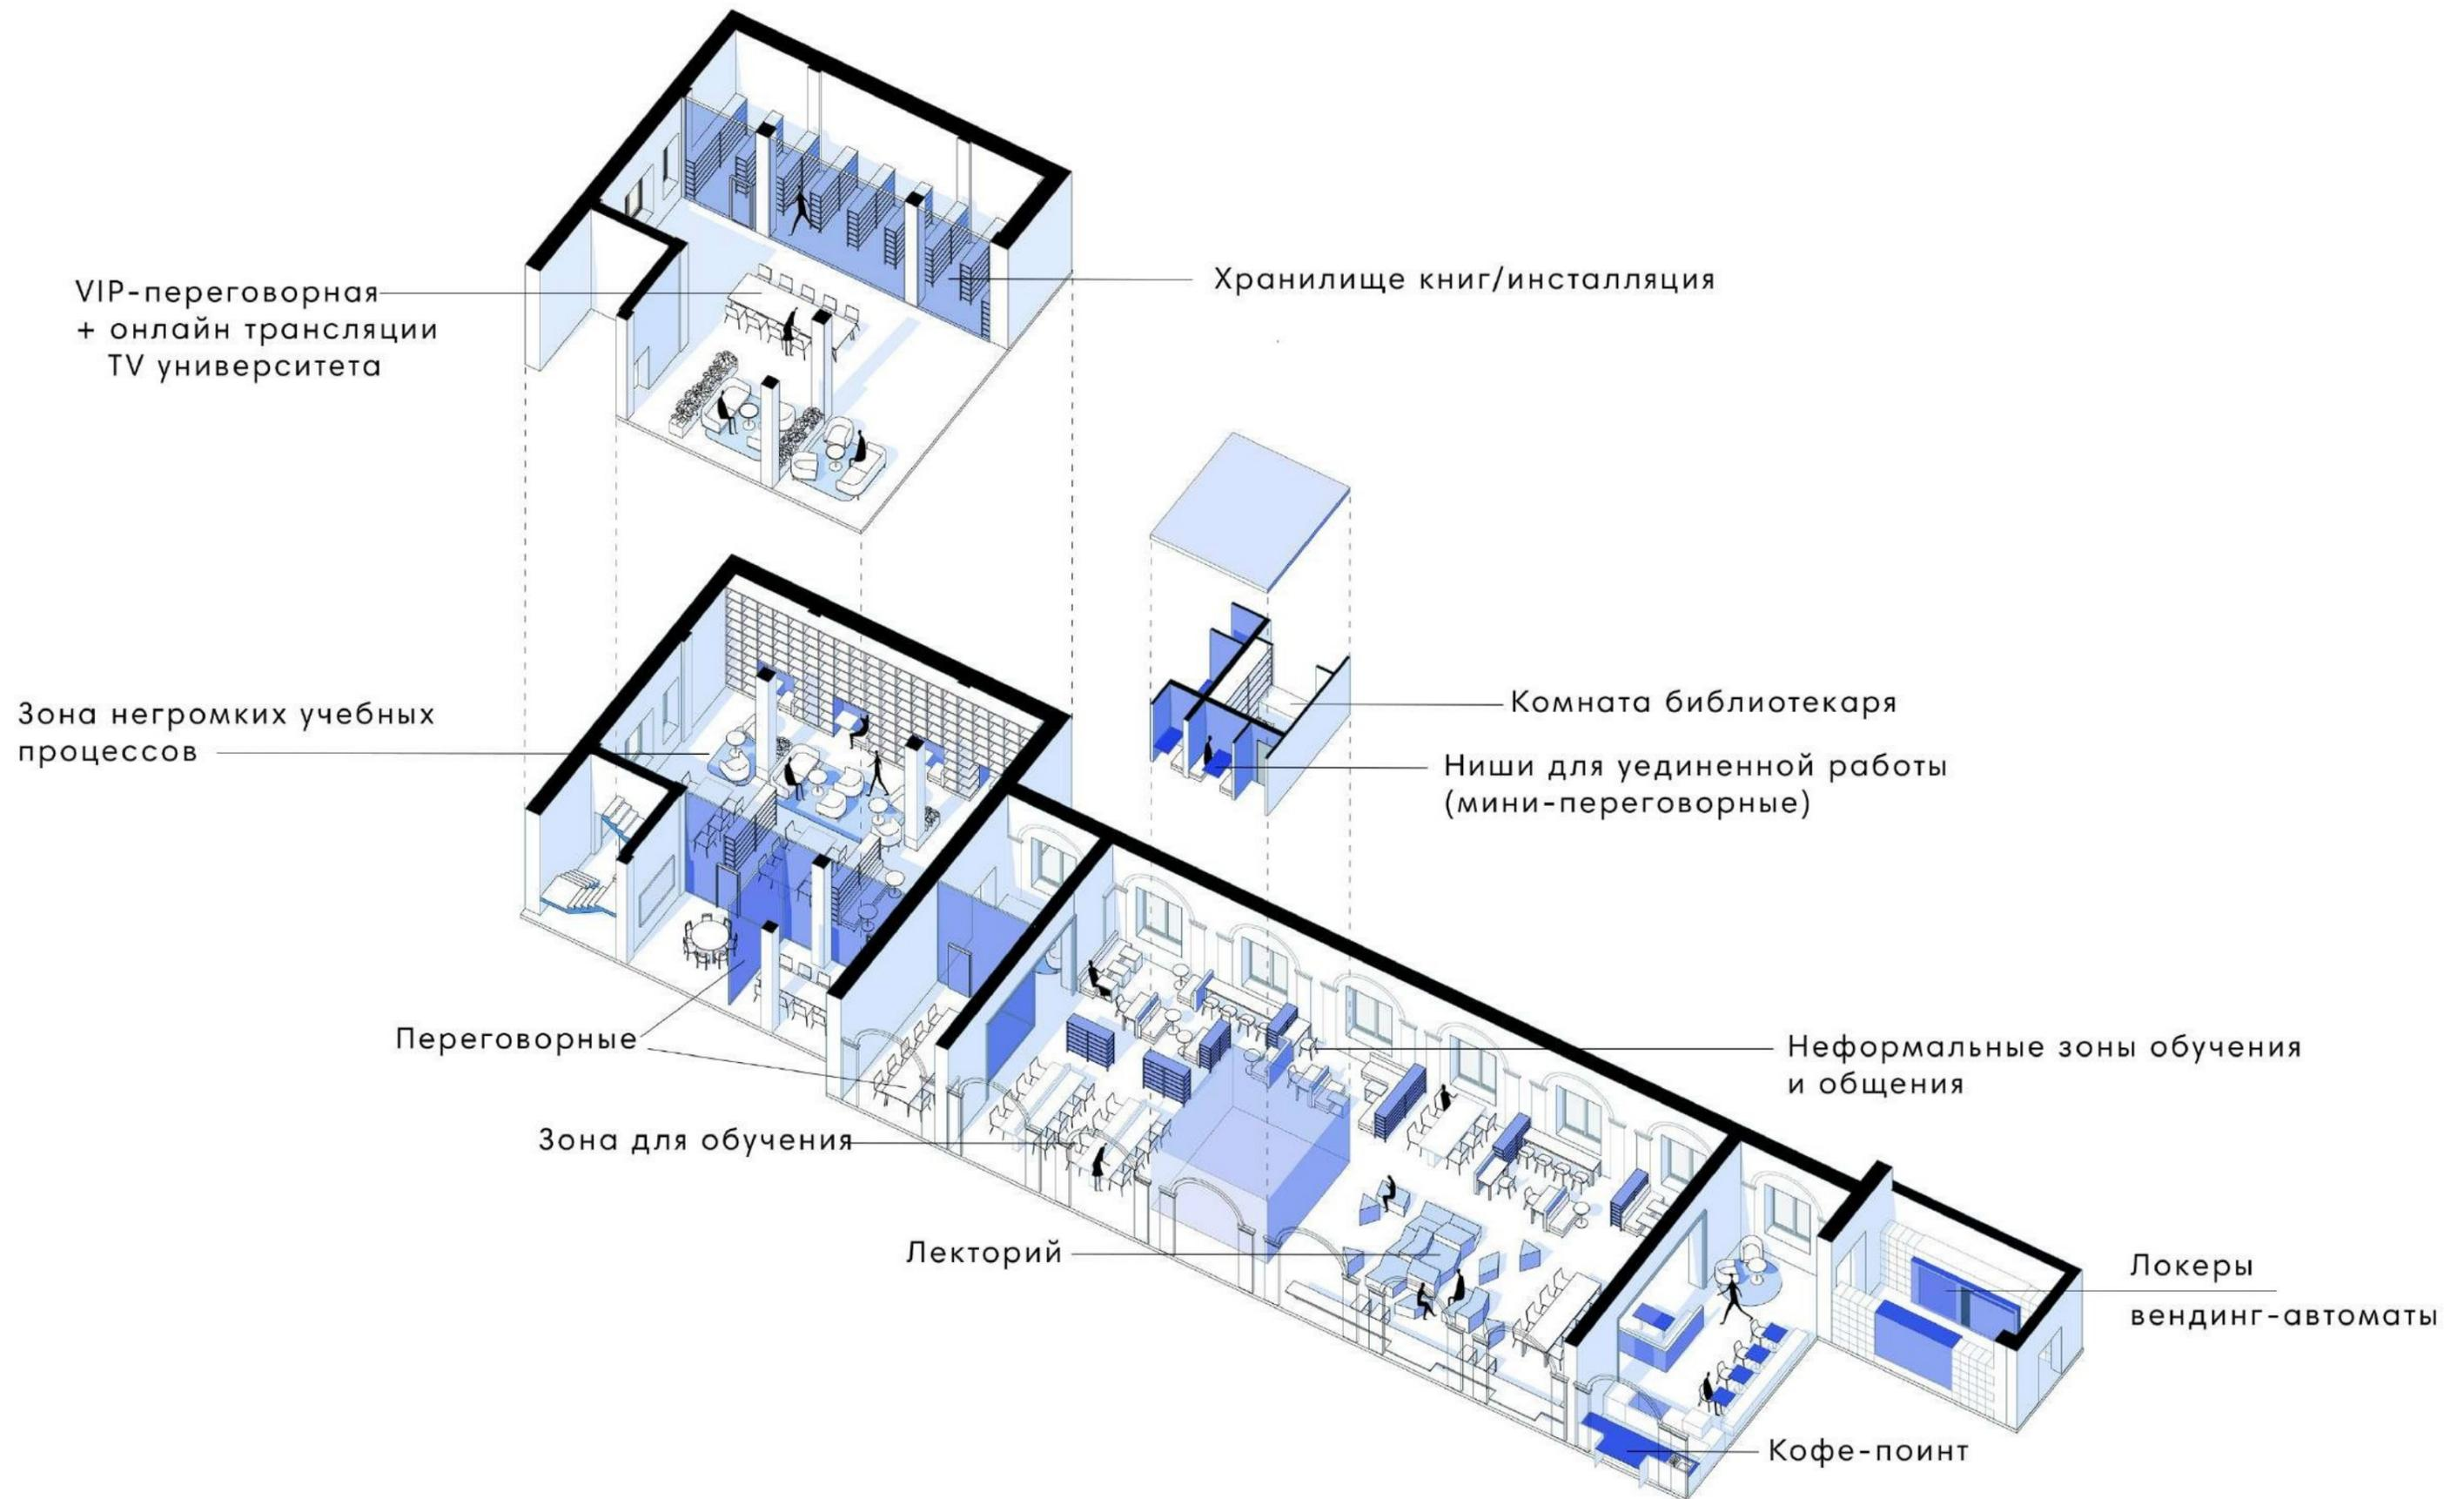 VIP-переговорная
+ онлайн трансляции
TV университета
Хранилище книг/инсталляция
Зона негромких учебных
процессов
Комната библиотекаря
Ниши для уединенной работы
(мини-переговорные)
Переговорные
Неформальные зоны обучения
и общения
Зона для обучения
Лекторий
Локеры
вендинг-автоматы
Кофе-поинт